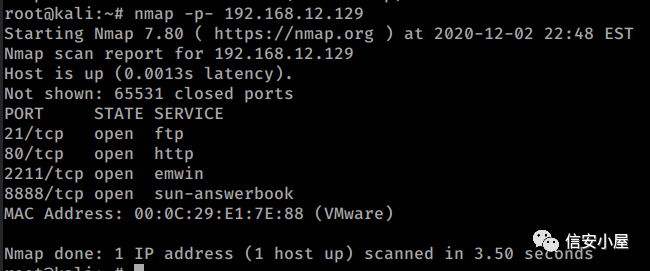 root@kali:~# nmap -p- 192.168.12.129
Starting Nmap 7.80 ( https://nmap.org ) at 2020-12-02 22:48 EST
Nmap scan report for 192.168.12.129
Host is up (0.0013s latency).
Not shown: 65531 closed ports
PORT     STATE SERVICE
21/tcp   open  ftp
80/tcp   open  http
2211/tcp open  emwin
8888/tcp open  sun-answerbook
MAC Address: 00:0C:29:E1:7E:88 (VMware)
信安小屋
Nmap done: 1 IP address (1 host up) scanned in 3.50 seconds
root@kali:~#